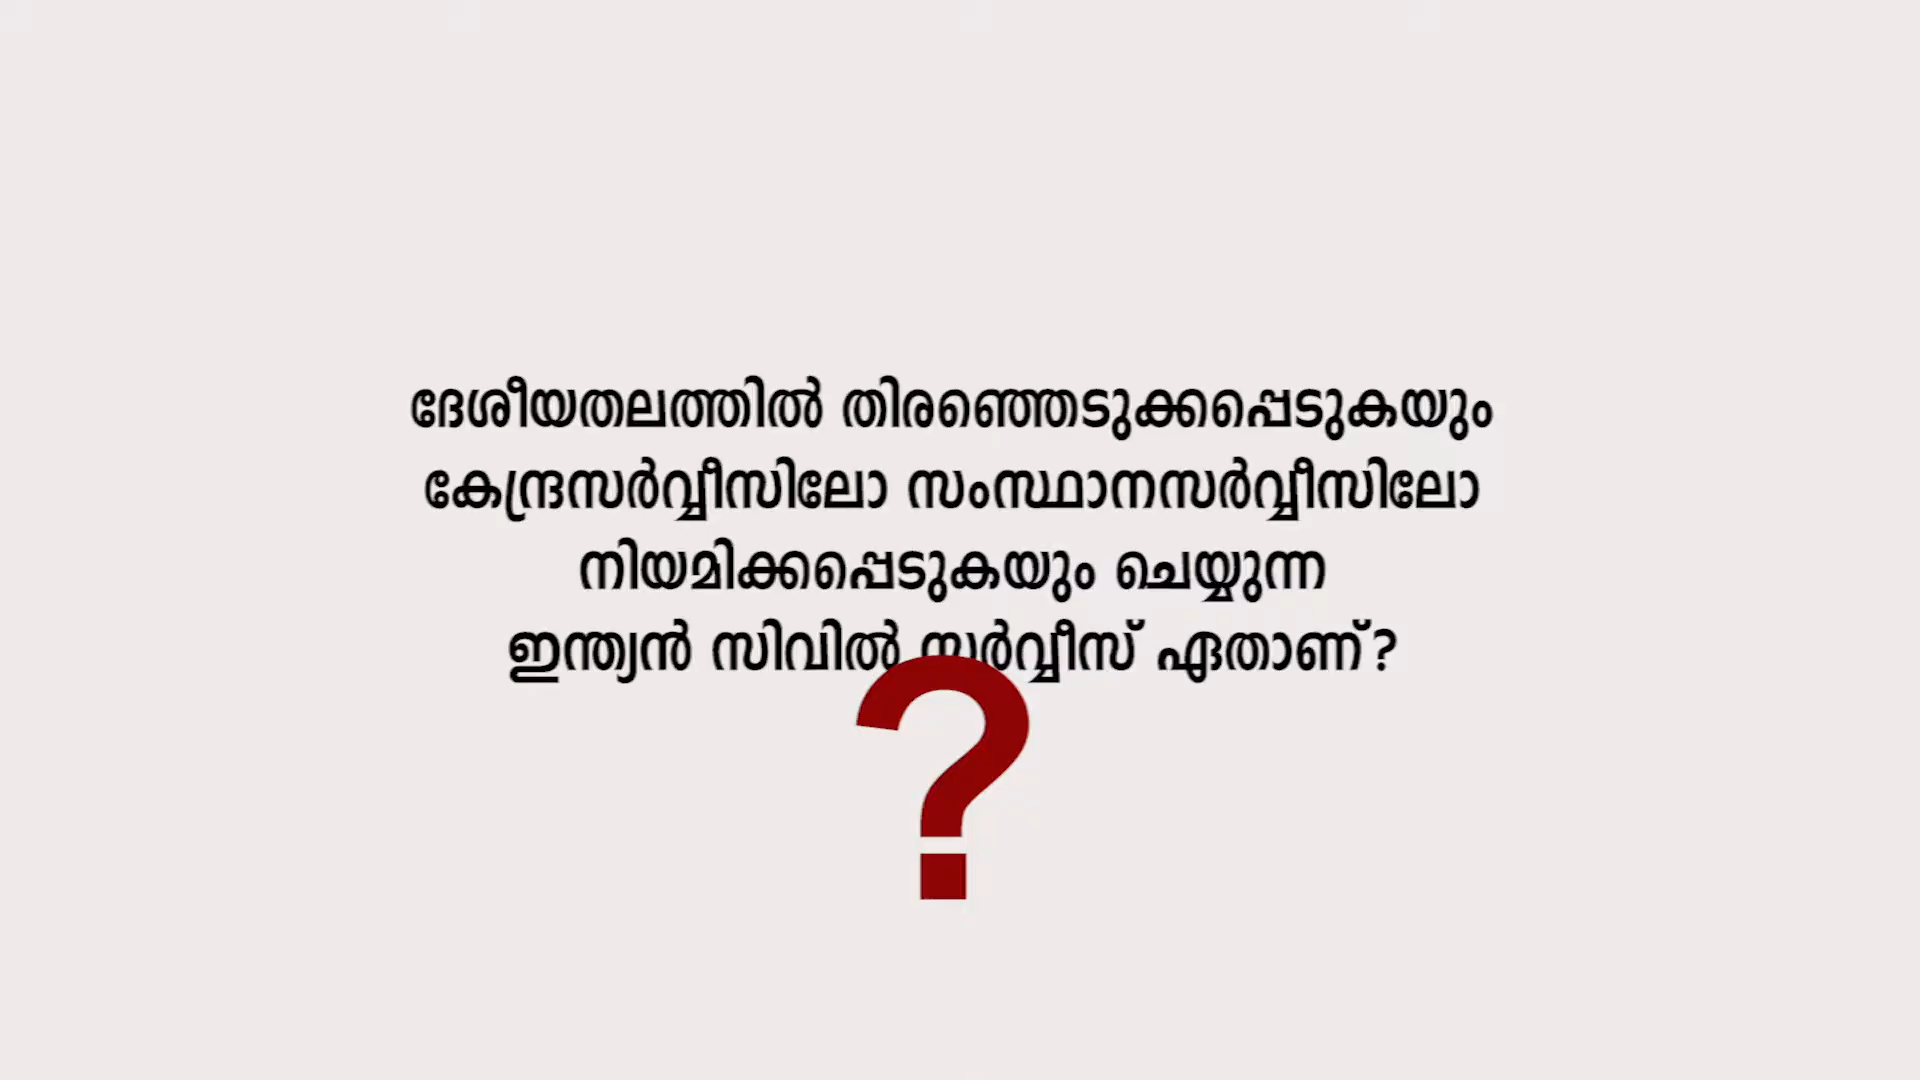 ദേശീയതലത്തിൽ തിരഞ്ഞെടുക്കപ്പെടുകയും
കേന്ദ്രസർവ്വീസിലോ സംസ്ഥാനസർവ്വീസിലോ
നിയമിക്കപ്പെടുകയും ചെയ്യുന്ന
ഇന്ത്യൻ സിവിൽ സർവ്വീസ് ഏതാണ്?
?